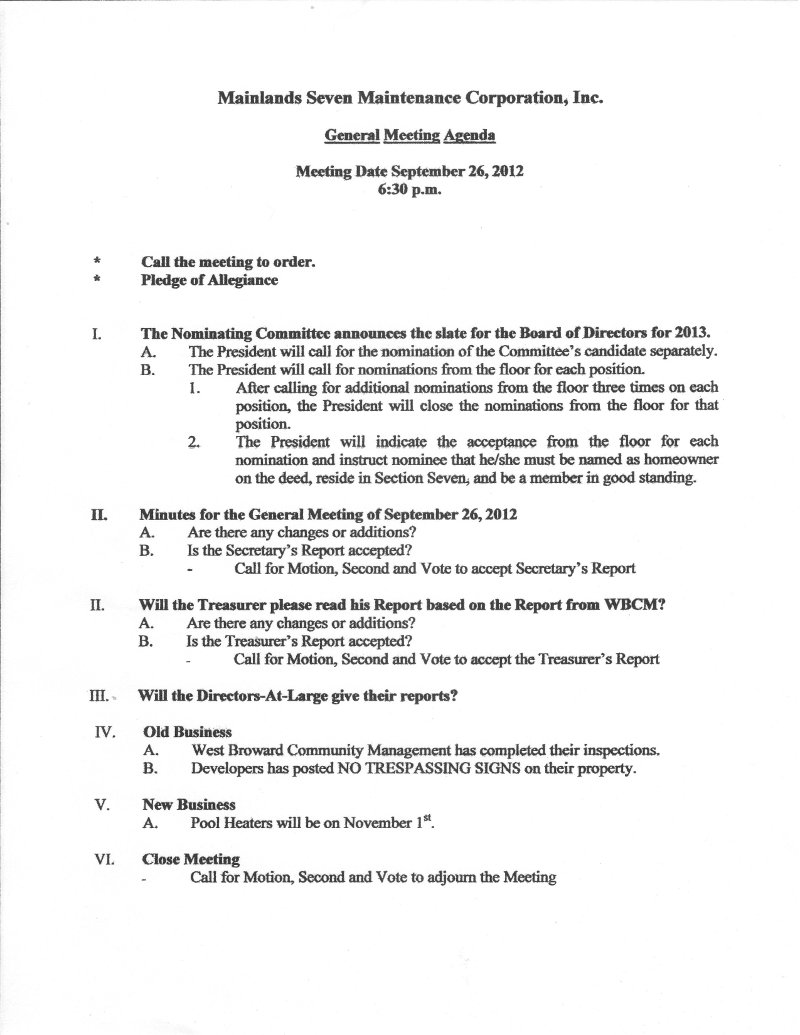 Mainlands Seven Maintenance Corporation, Inc.
General Meeting Agenda
Meeting Date September 26, 2012
6:30 p.m.
* Call the meeting to order.
* Pledge of Allegiance
I. The Nominating Committee announces the slate for the Board of Directors for 2013.
A. The President will call for the nomination of the Committee's candidate separately.
B. The President will call for nominations from the floor for each position.
1. After calling for additional nominations from the floor three times on each
position, the President will close the nominations from the floor for that
position.
2. The President will indicate the acceptance from the floor for each
nomination and instruct nominee that he/she must be named as homeowner
on the deed, reside in Section Seven, and be a member in good standing.
II. Minutes for the General Meeting of September 26, 2012
A. Are there any changes or additions?
B. Is the Secretary's Report accepted?
- Call for Motion, Second and Vote to accept Secretary's Report
II. Will the Treasurer please read his Report based on the Report from WBCM?
A. Are there any changes or additions?
B. Is the Treasurer's Report accepted?
- Call for Motion, Second and Vote to accept the Treasurer's Report
III. Will the Directors-At-Large give their reports?
IV. Old Business
A. West Broward Community Management has completed their inspections.
B. Developers has posted NO TRESPASSING SIGNS on their property.
V. New Business
A. Pool Heaters will be on November 1st.
VI. Close Meeting
- Call for Motion, Second and Vote to adjourn the Meeting